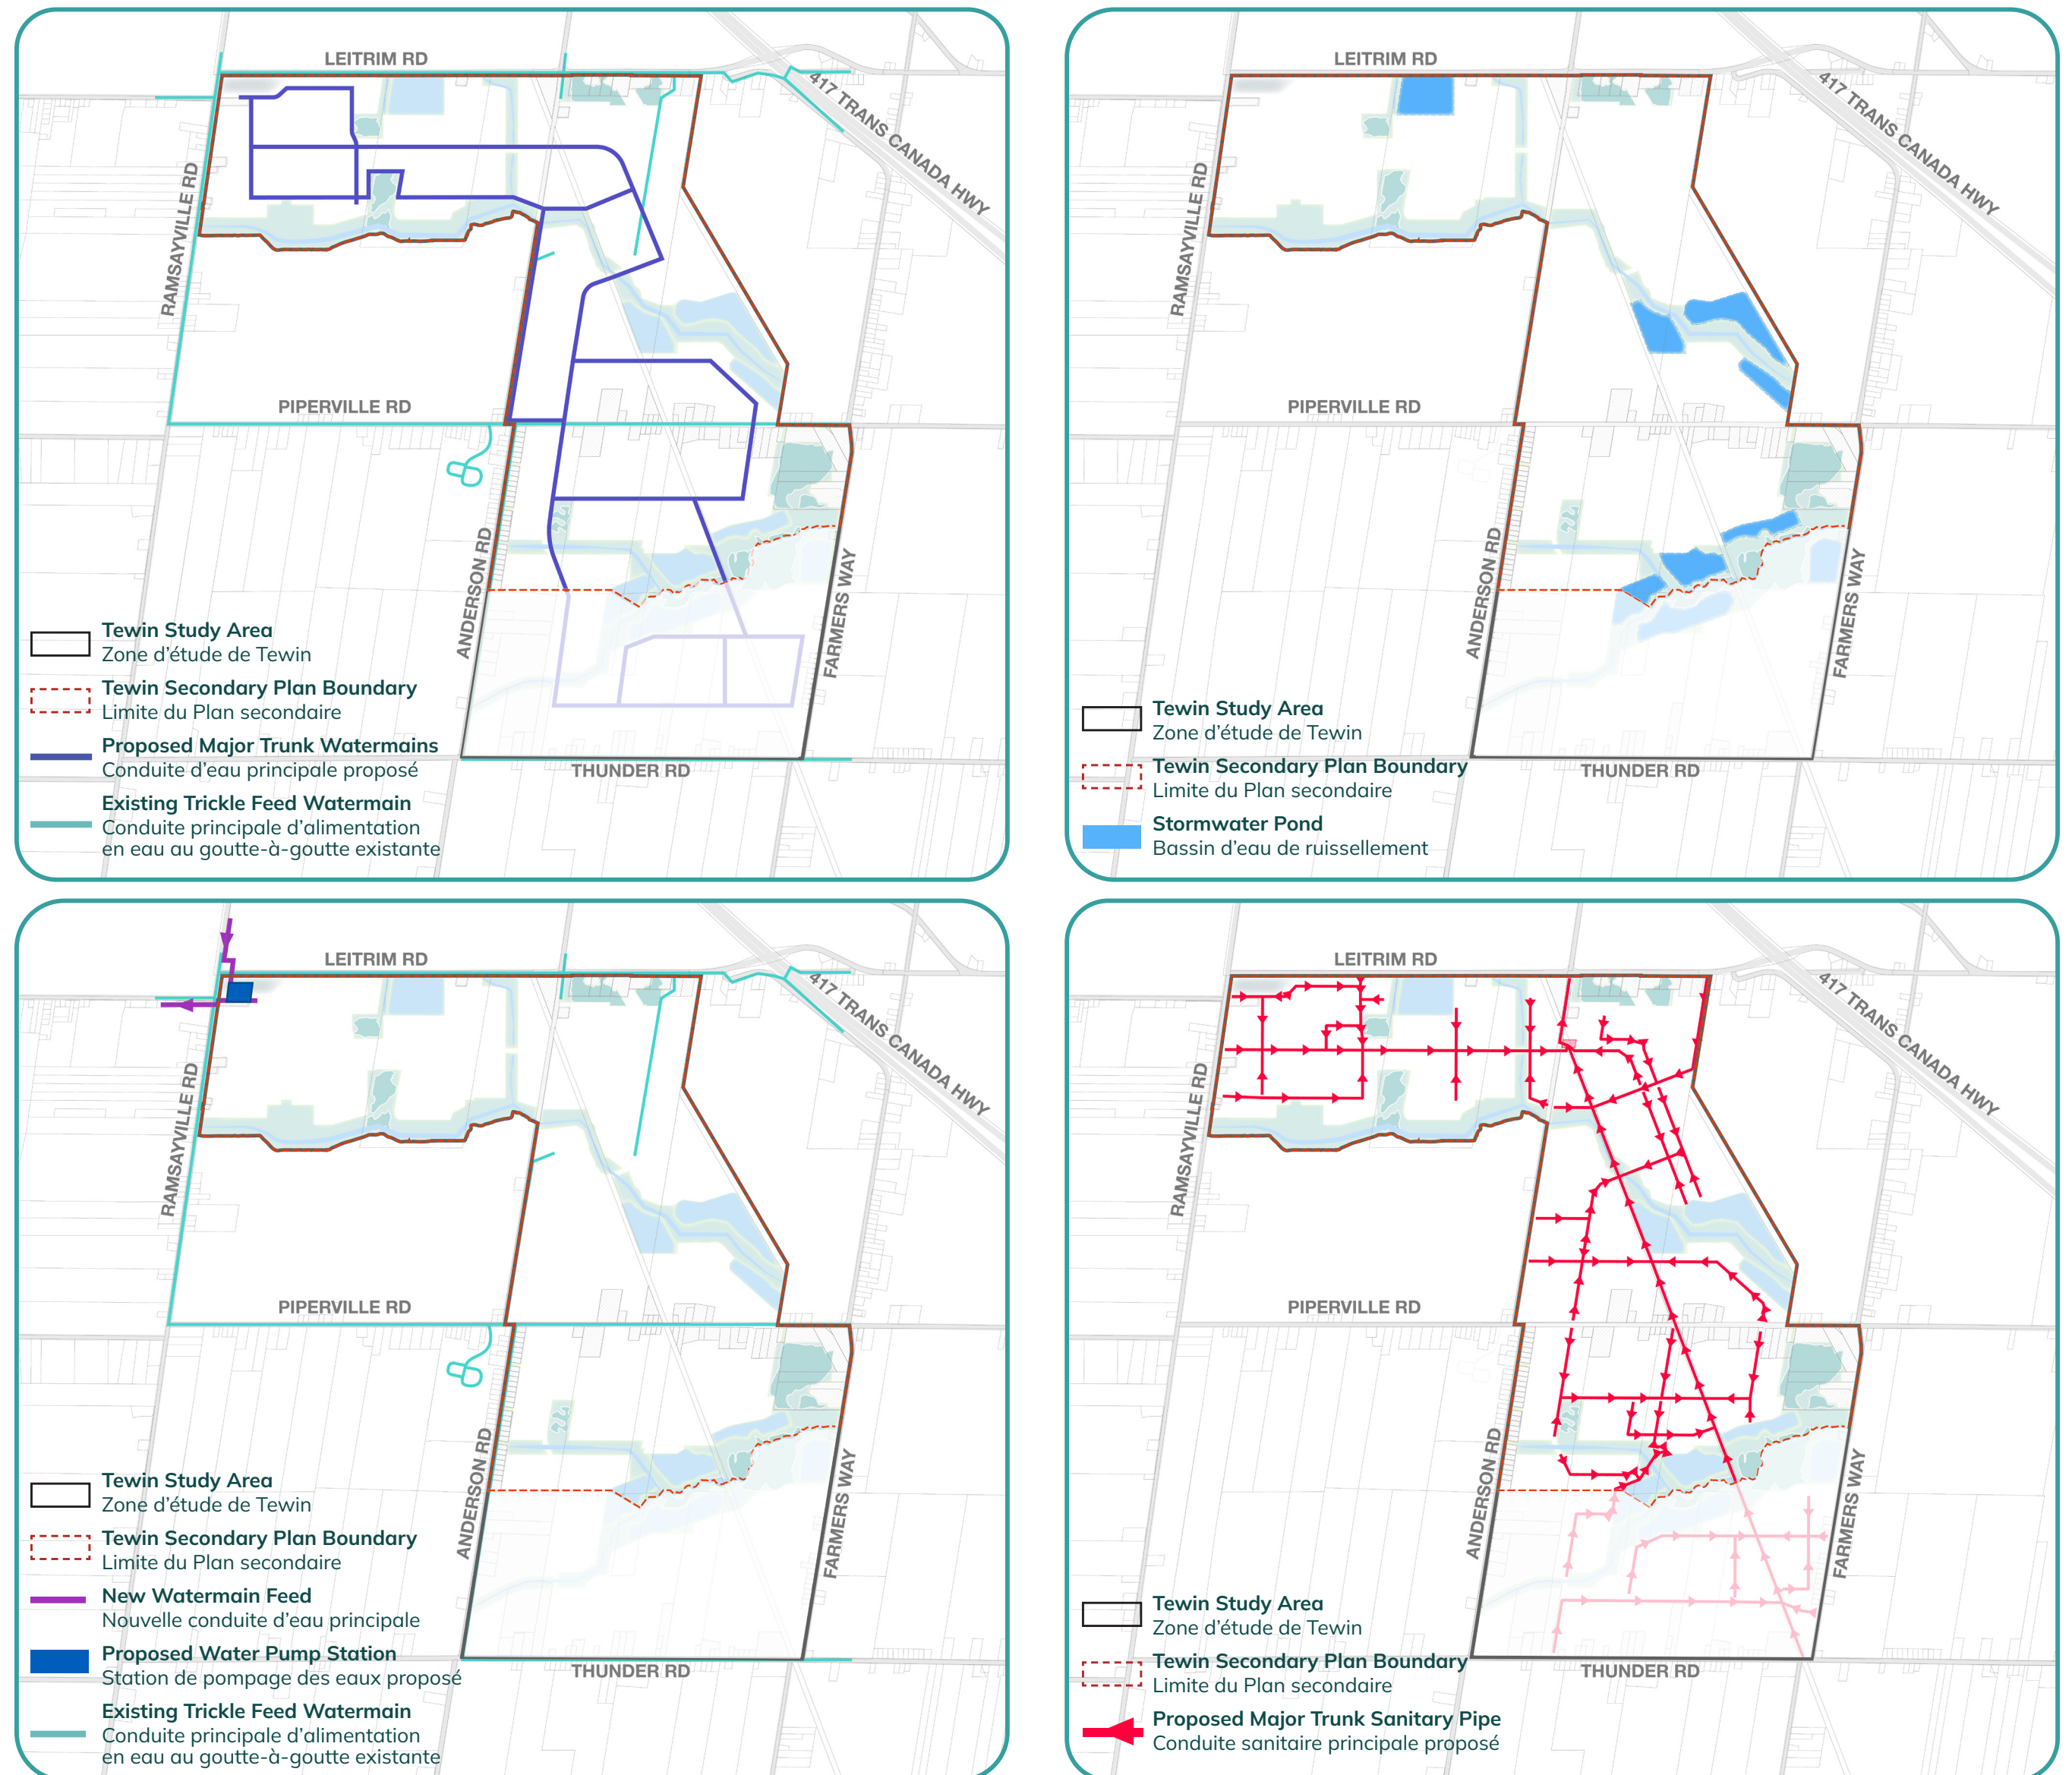 LEITRIM RD
417 TRANS CANADA HWY
RAMSAYVILLE RD
PIPERVILLE RD
ANDERSON RD
FARMERS WAY
THUNDER RD
Tewin Study Area
Zone d'étude de Tewin
Tewin Secondary Plan Boundary
Limite du Plan secondaire
Proposed Major Trunk Watermains
Conduite d'eau principale proposé
Existing Trickle Feed Watermain
Conduite principale d'alimentation
en eau au goutte-à-goutte existante
LEITRIM RD
417 TRANS CANADA HWY
RAMSAYVILLE RD
PIPERVILLE RD
ANDERSON RD
FARMERS WAY
THUNDER RD
Tewin Study Area
Zone d'étude de Tewin
Tewin Secondary Plan Boundary
Limite du Plan secondaire
Stormwater Pond
Bassin d'eau de ruissellement
LEITRIM RD
417 TRANS CANADA HWY
RAMSAYVILLE RD
PIPERVILLE RD
ANDERSON RD
FARMERS WAY
THUNDER RD
Tewin Study Area
Zone d'étude de Tewin
Tewin Secondary Plan Boundary
Limite du Plan secondaire
New Watermain Feed
Nouvelle conduite d'eau principale
Proposed Water Pump Station
Station de pompage des eaux proposé
Existing Trickle Feed Watermain
Conduite principale d'alimentation
en eau au goutte-à-goutte existante
LEITRIM RD
417 TRANS CANADA HWY
RAMSAYVILLE RD
PIPERVILLE RD
ANDERSON RD
FARMERS WAY
THUNDER RD
Tewin Study Area
Zone d'étude de Tewin
Tewin Secondary Plan Boundary
Limite du Plan secondaire
Proposed Major Trunk Sanitary Pipe
Conduite sanitaire principale proposé